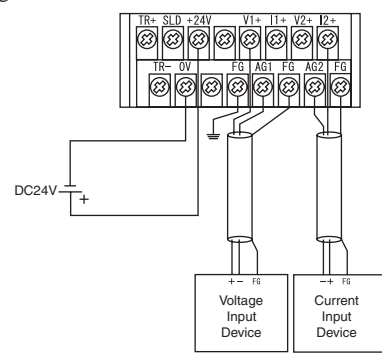 TR+ SLD +24V V1+ I1+ V2+ I2+
TR- 0V FG AG1 FG AG2 FG
DC24V
+
+ - FG
Voltage
Input
Device
- + FG
Current
Input
Device